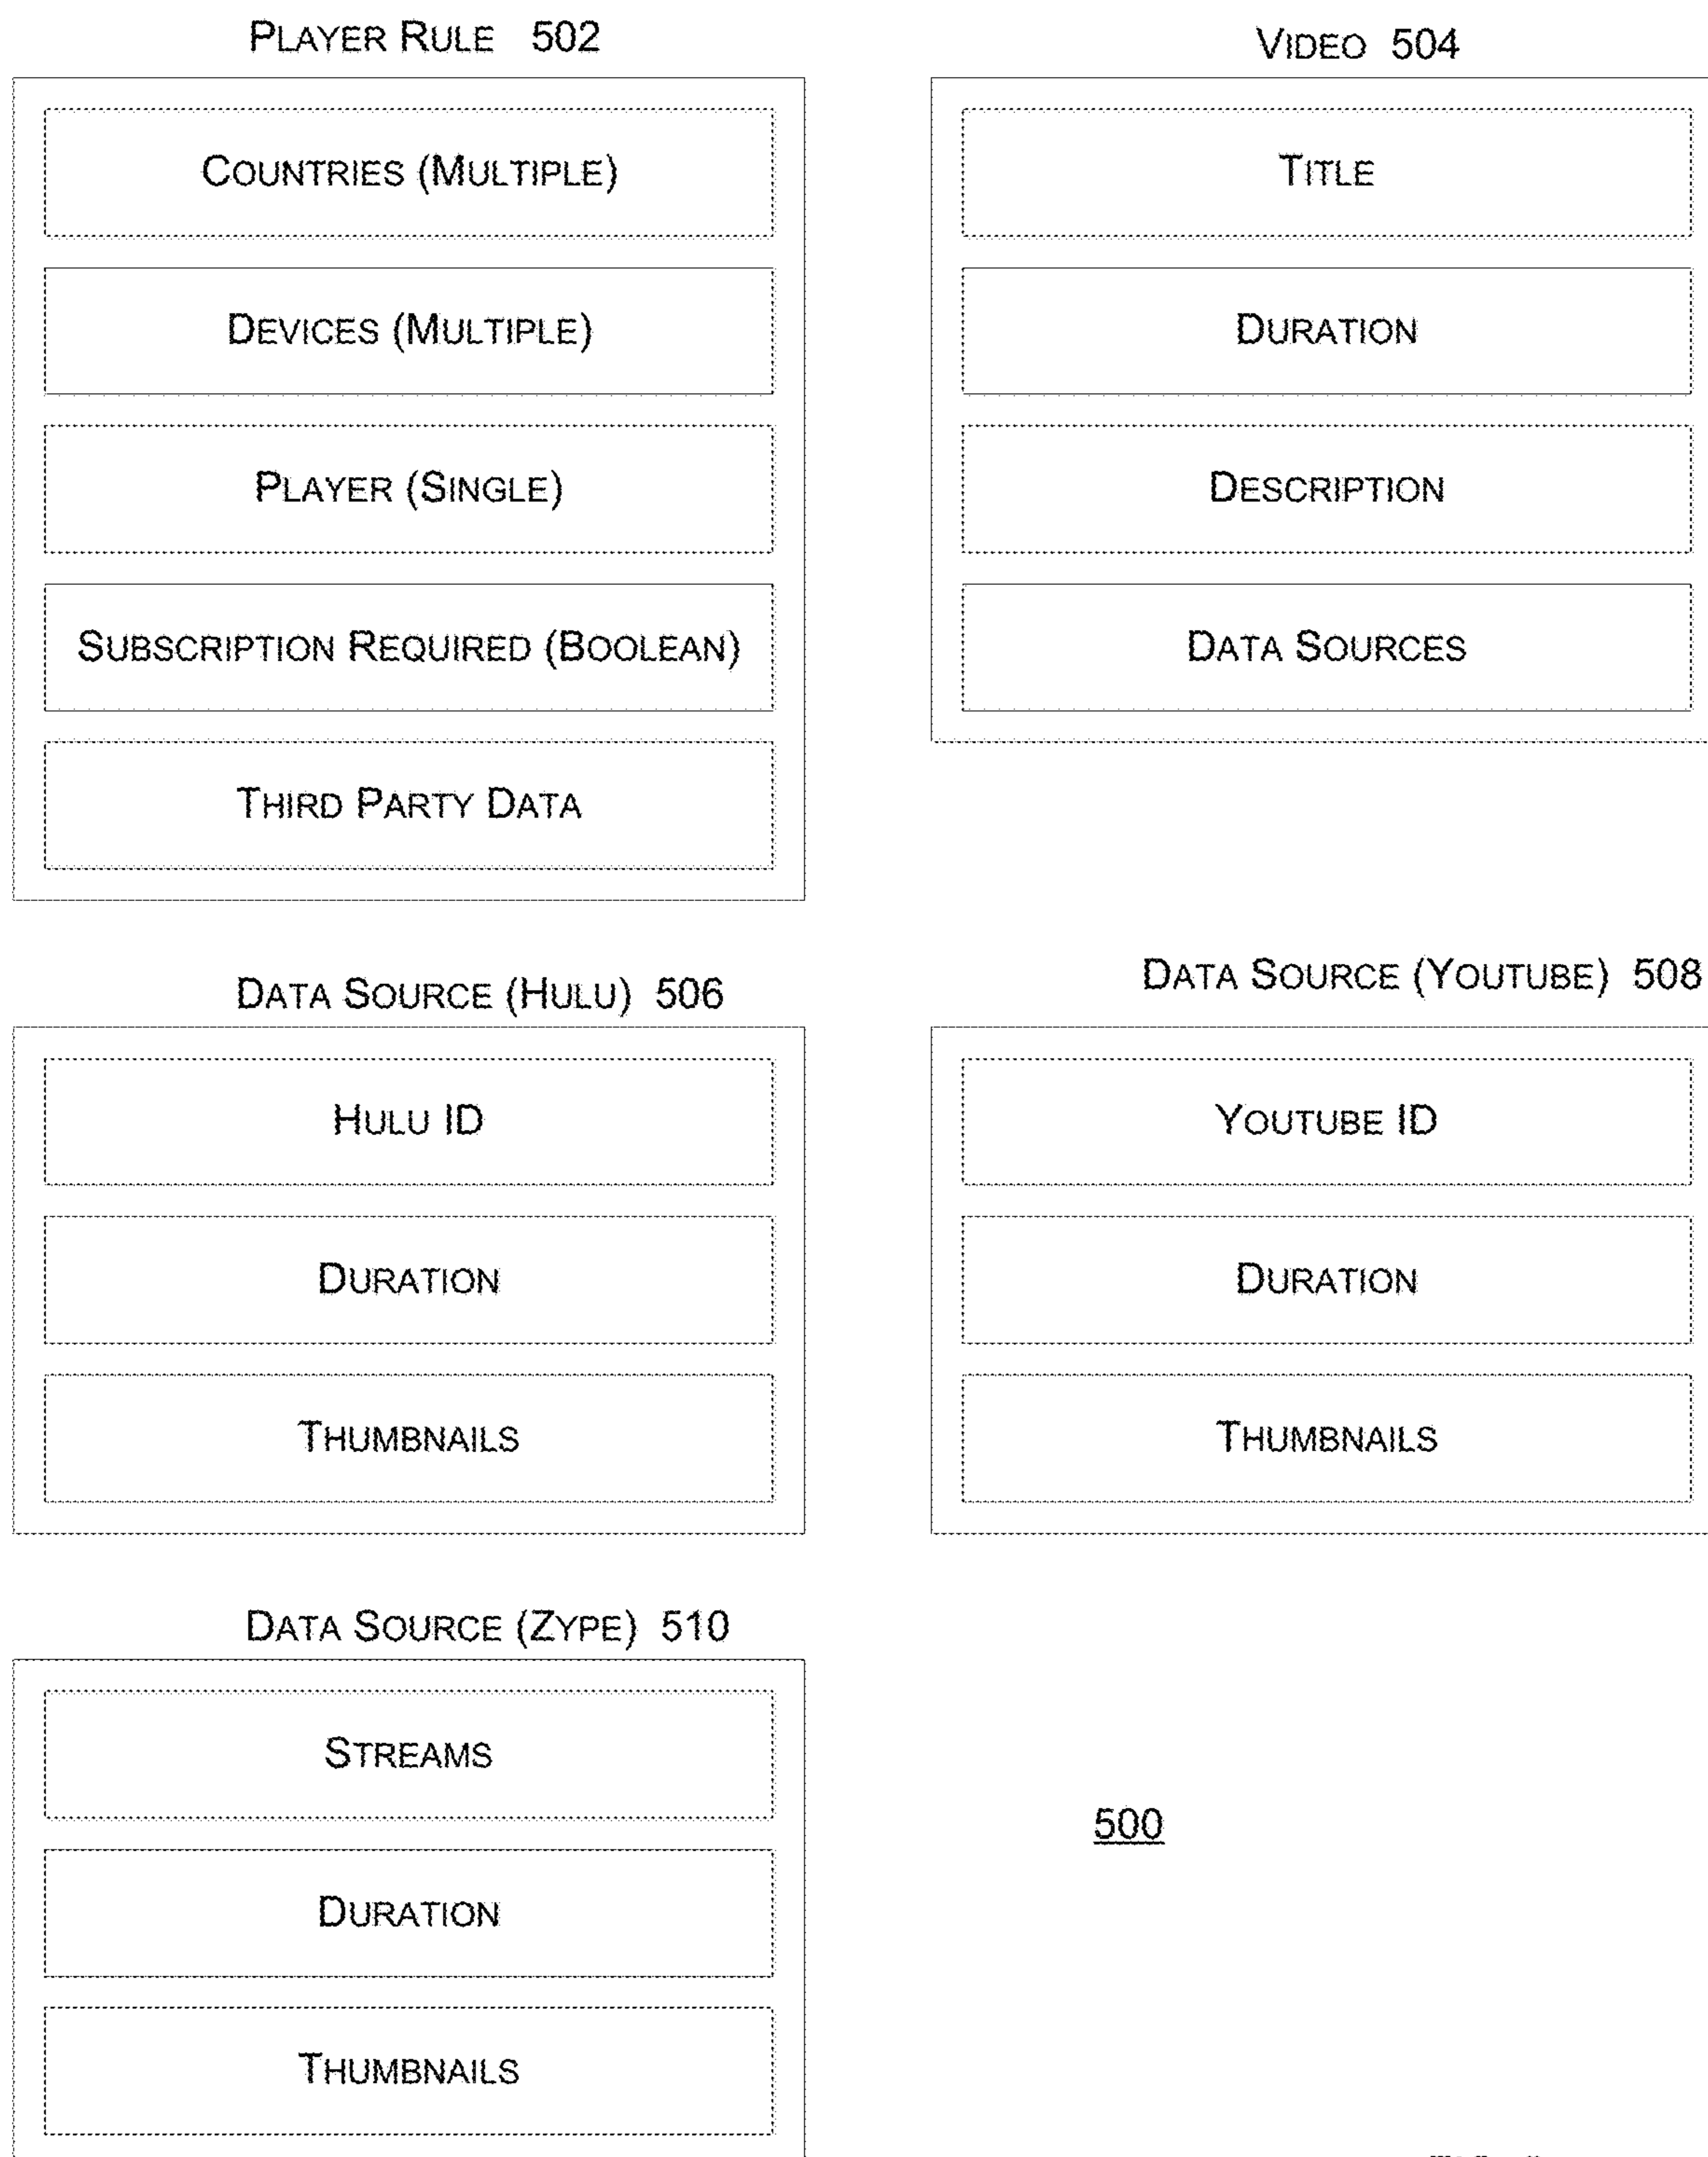 PLAYER RULE 502
COUNTRIES (MULTIPLE)
DEVICES (MULTIPLE)
PLAYER (SINGLE)
SUBSCRIPTION REQUIRED (BOOLEAN)
THIRD PARTY DATA
VIDEO 504
TITLE
DURATION
DESCRIPTION
DATA SOURCES
DATA SOURCE (HULU) 506
HULU ID
DURATION
THUMBNAILS
DATA SOURCE (YOUTUBE) 508
YOUTUBE ID
DURATION
THUMBNAILS
DATA SOURCE (ZYPE) 510
STREAMS
DURATION
THUMBNAILS
500